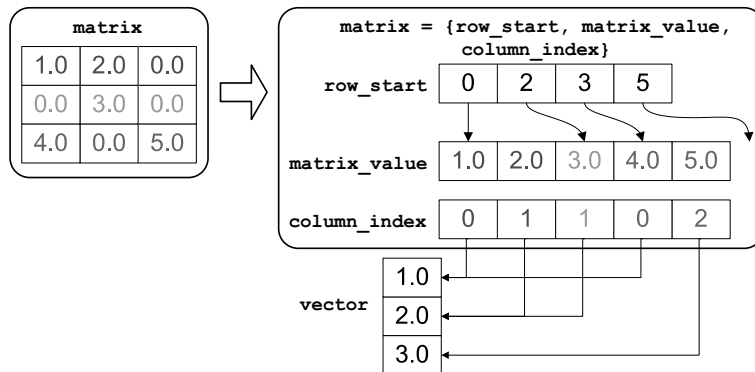 matrix
1.0 2.0 0.0
0.0 3.0 0.0
4.0 0.0 5.0
matrix = {row_start, matrix_value,
column_index}
row_start 0 2 3 5
matrix_value 1.0 2.0 3.0 4.0 5.0
column_index 0 1 1 0 2
vector
1.0
2.0
3.0